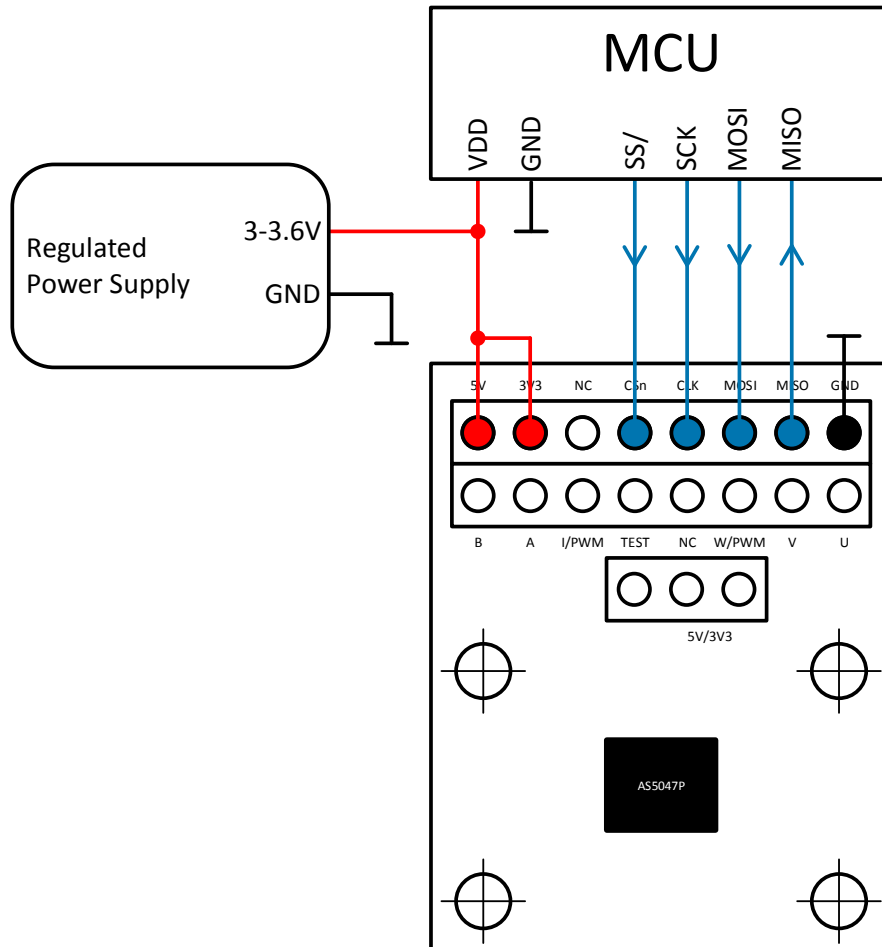 MCU
VDD
GND
SS/
SCK
MOSI
MISO
Regulated
Power Supply
3-3.6V
GND
5V
3V3
NC
CSn
CLK
MOSI
MISO
GND
B
A
I/PWM
TEST
NC
W/PWM
V
U
5V/3V3
AS5047P